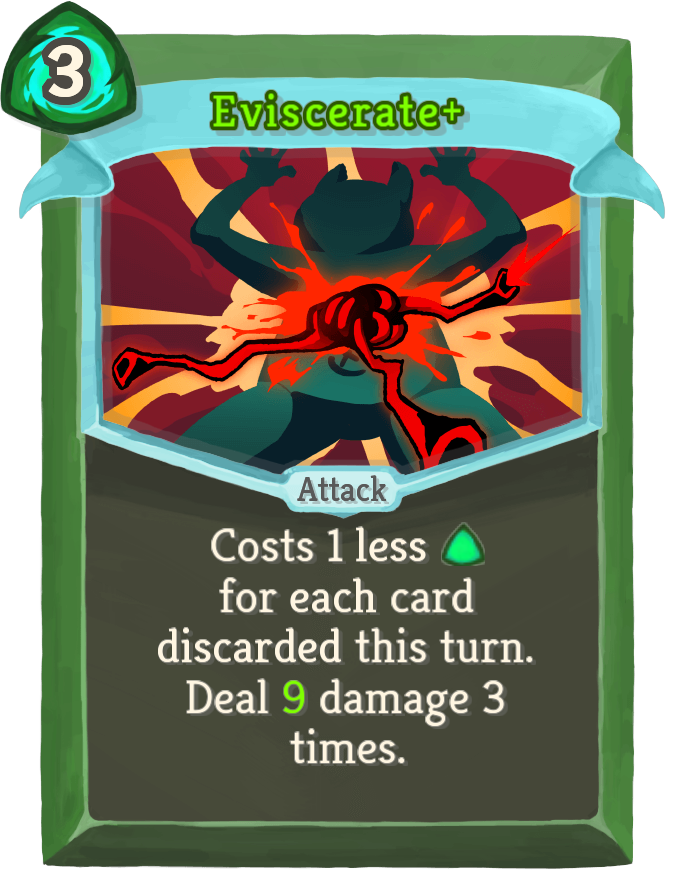 3
Eviscerate+
Attack
Costs 1 less
for each card
discarded this turn.
Deal 9 damage 3
times.